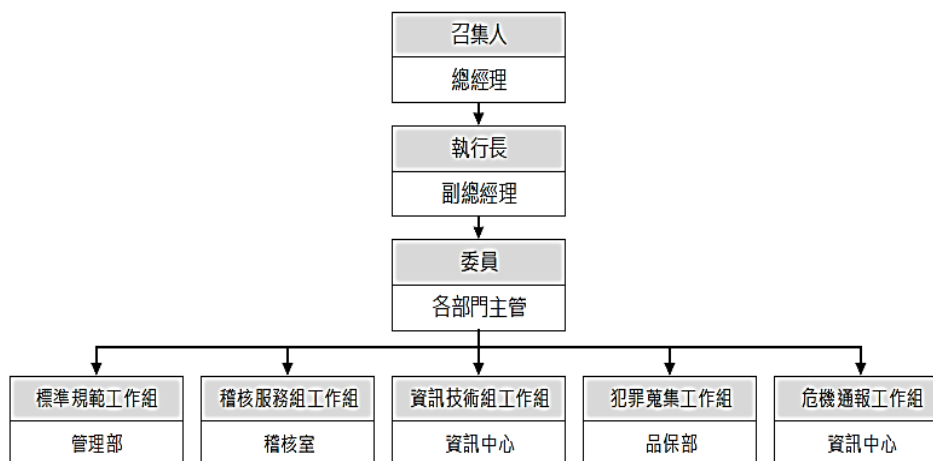 召集人
總經理
執行長
副總經理
委員
各部門主管
標準規範工作組
管理部
稽核服務組工作組
稽核室
資訊技術組工作組
資訊中心
犯罪蒐集工作組
品保部
危機通報工作組
資訊中心